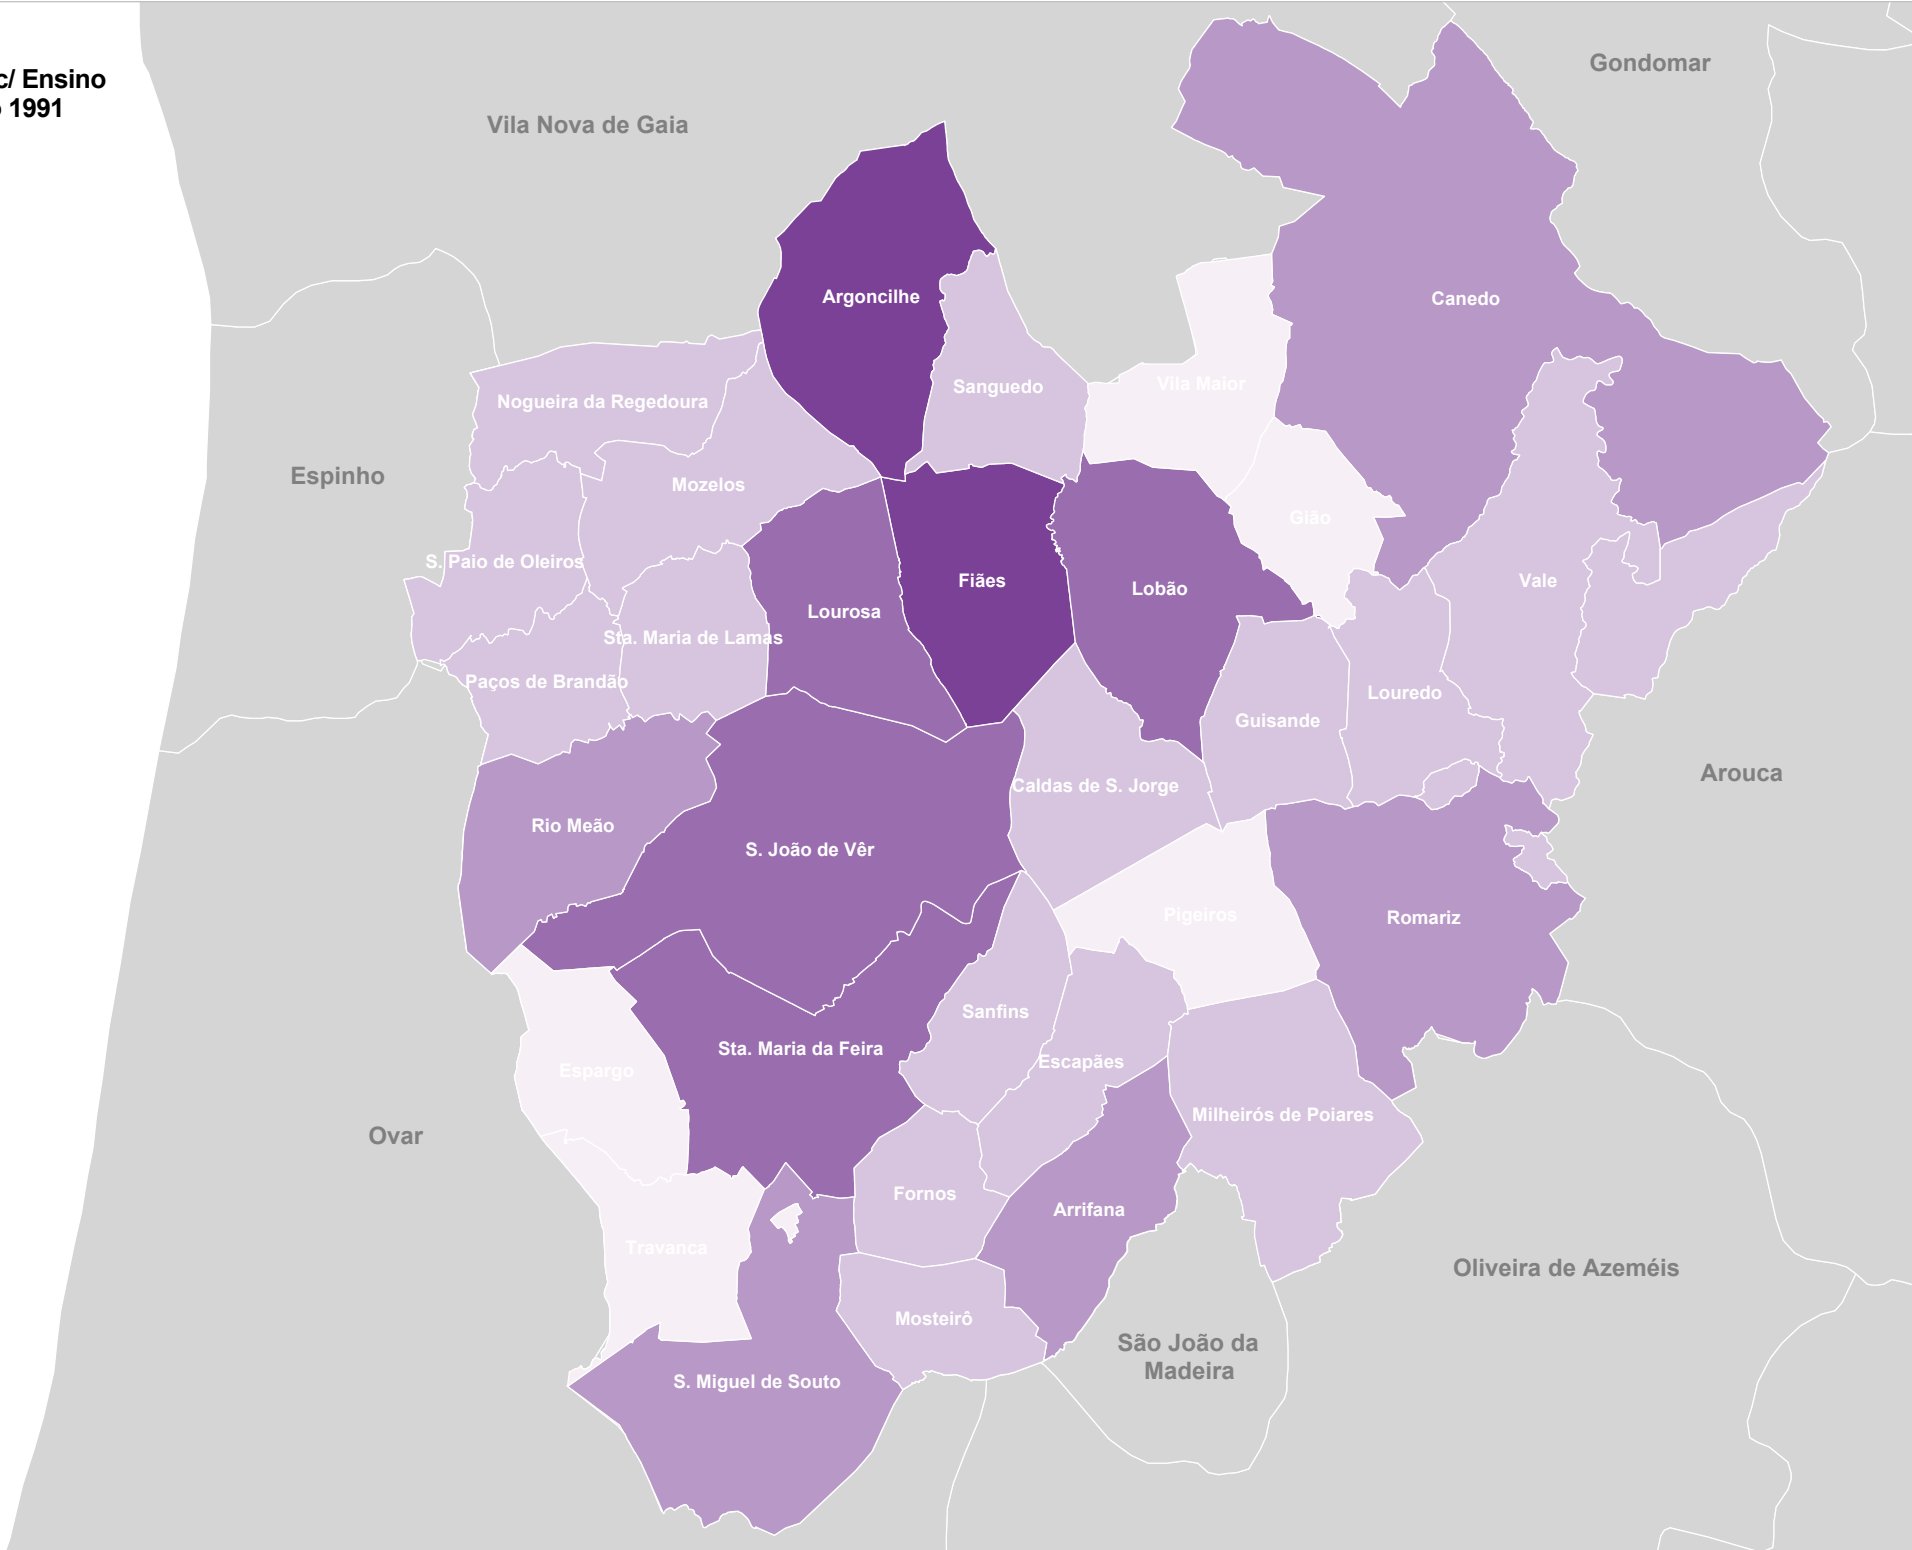 c/ Ensino
1991
Gondomar
Vila Nova de Gaia
Argoncilhe
Canedo
Sanguedo
Vila Maior
Nogueira da Regedoura
Espinho
Mozelos
Gião
S. Paio de Oleiros
Fiães
Lobão
Vale
Lourosa
Sta. Maria de Lamas
Paços de Brandão
Louredo
Guisande
Arouca
Caldas de S. Jorge
Rio Meão
S. João de Vêr
Pigeiros
Romariz
Sanfins
Sta. Maria da Feira
Escapães
Espargo
Milheirós de Poiares
Ovar
Fornos
Arrifana
Travanca
Oliveira de Azeméis
Mosteirô
São João da
Madeira
S. Miguel de Souto